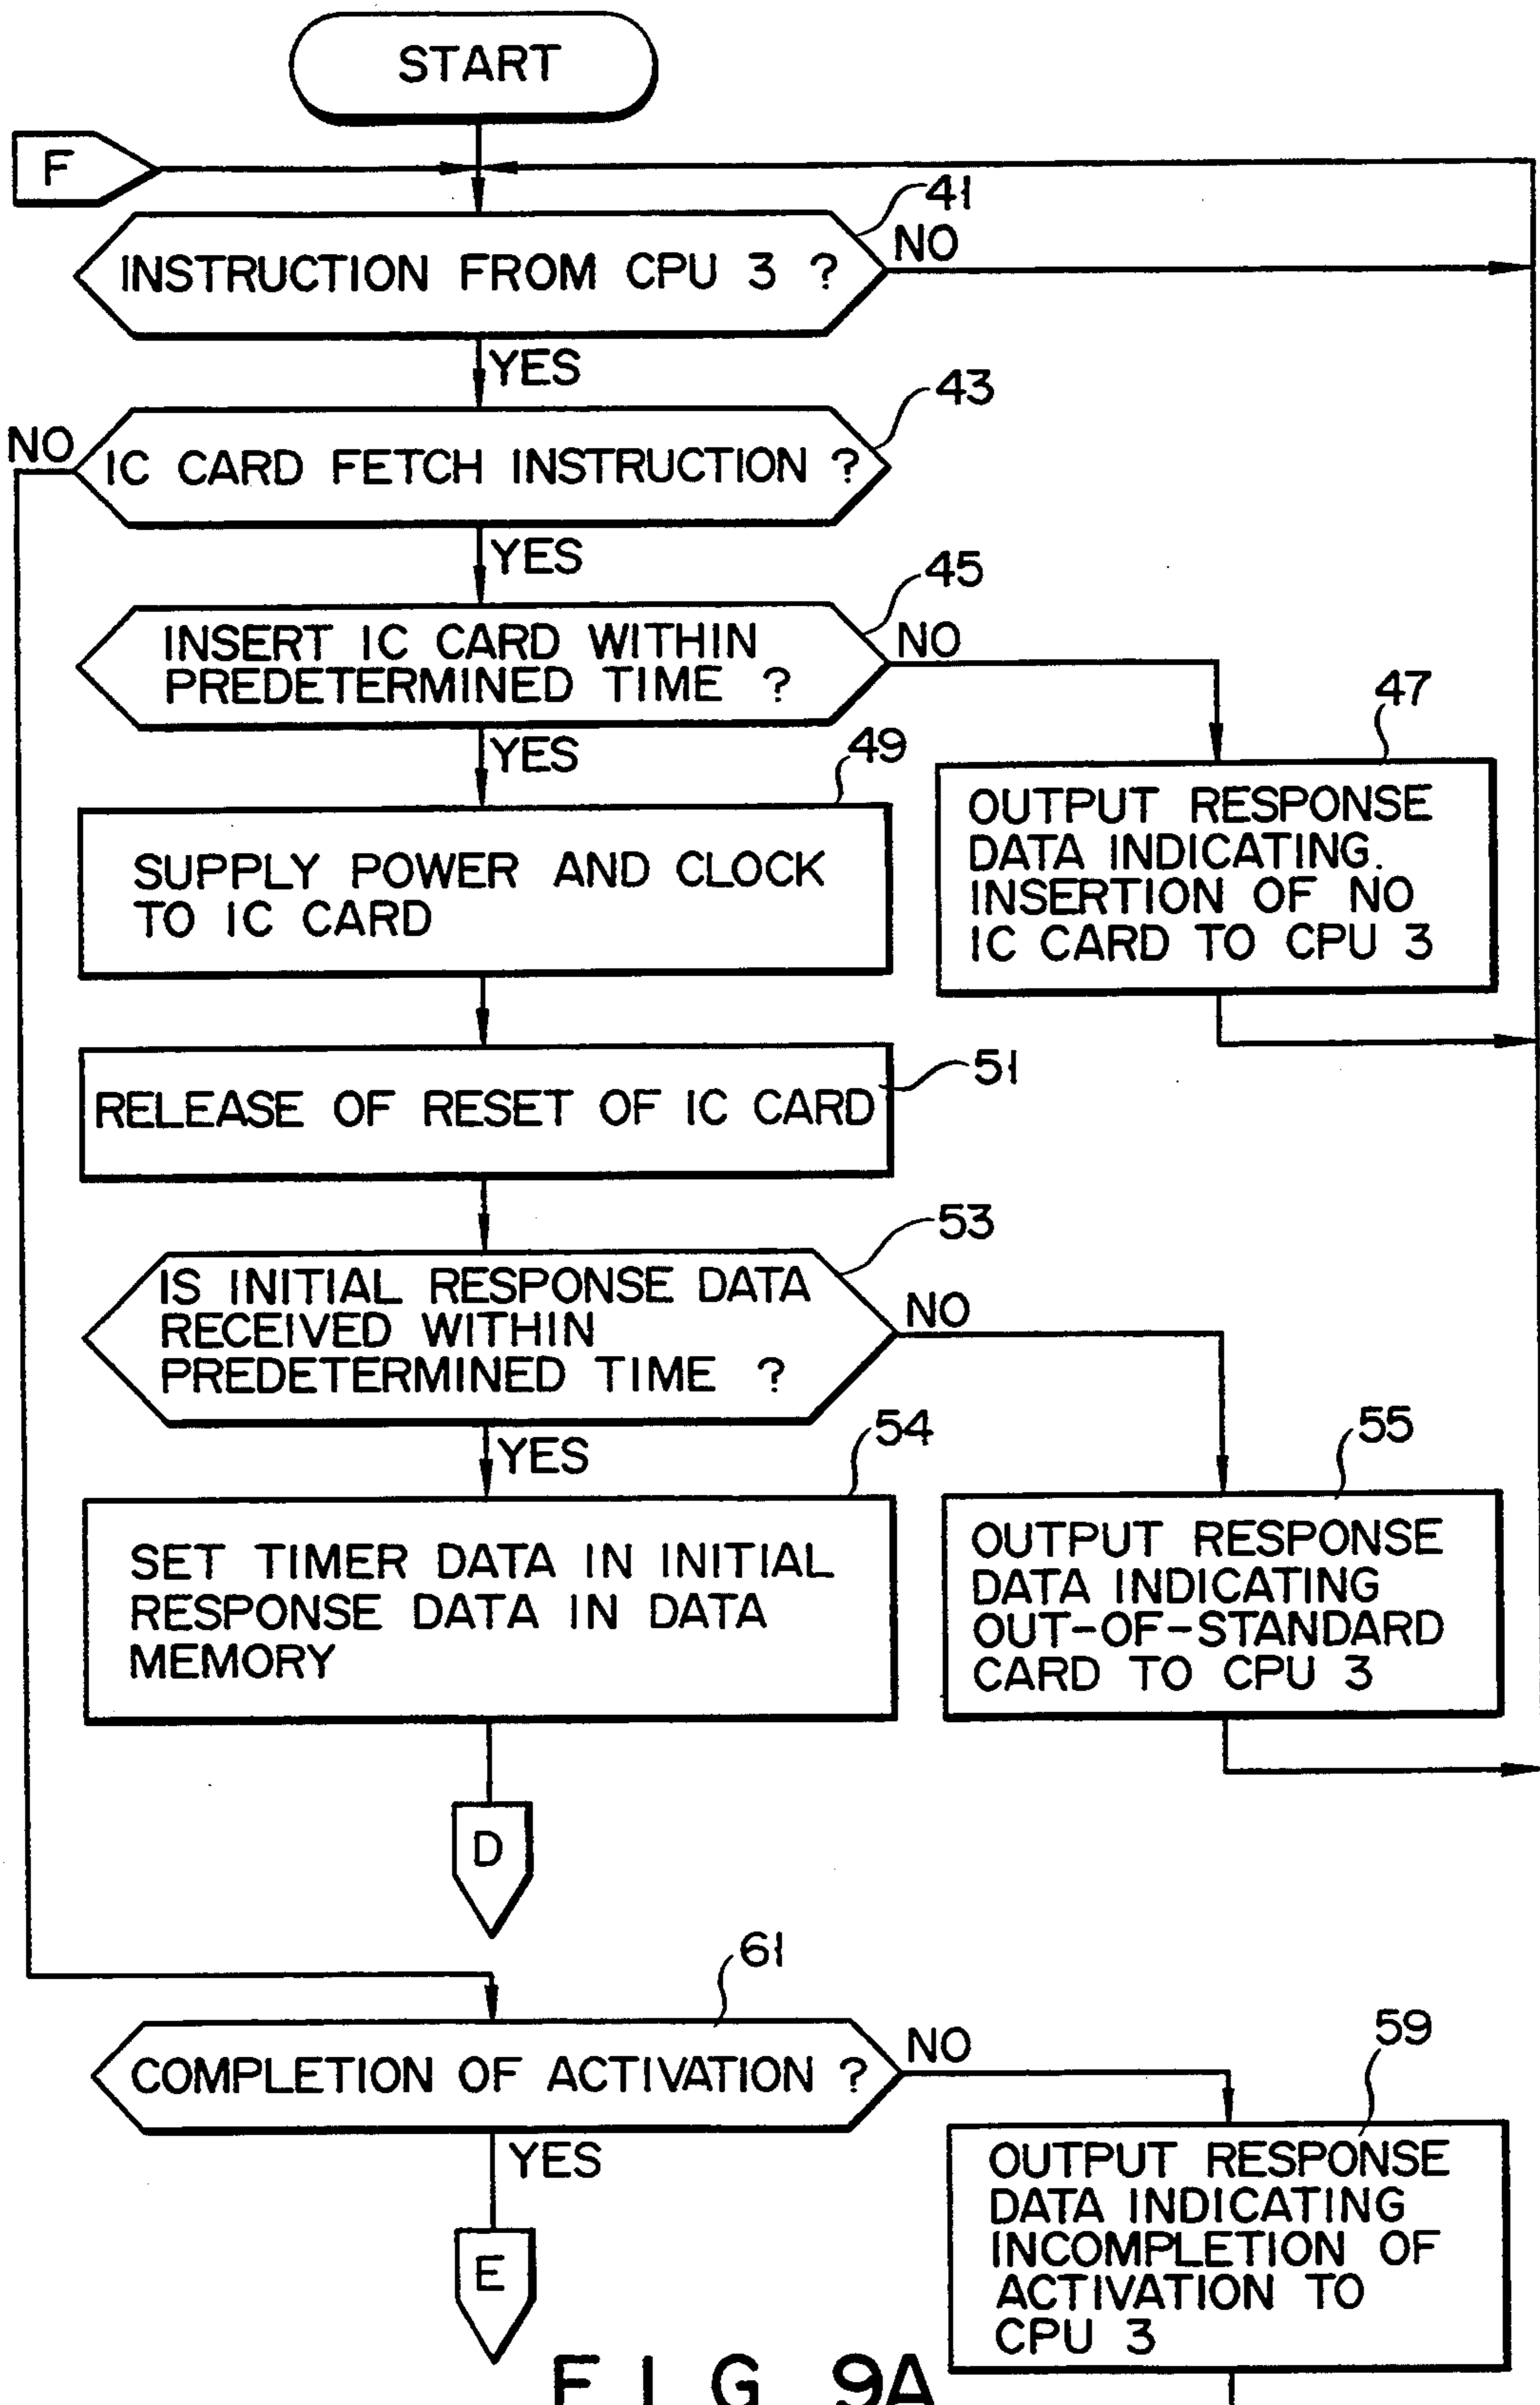 START
F
41
INSTRUCTION FROM CPU 3 ?
NO
YES
43
NO
IC CARD FETCH INSTRUCTION ?
YES
45
INSERT IC CARD WITHIN
PREDETERMINED TIME ?
NO
YES
47
OUTPUT RESPONSE
DATA INDICATING.
INSERTION OF NO
IC CARD TO CPU 3
49
SUPPLY POWER AND CLOCK
TO IC CARD
51
RELEASE OF RESET OF IC CARD
53
IS INITIAL RESPONSE DATA
RECEIVED WITHIN
PREDETERMINED TIME ?
NO
YES
54
SET TIMER DATA IN INITIAL
RESPONSE DATA IN DATA
MEMORY
55
OUTPUT RESPONSE
DATA INDICATING
OUT-OF-STANDARD
CARD TO CPU 3
D
61
COMPLETION OF ACTIVATION ?
NO
YES
59
OUTPUT RESPONSE
DATA INDICATING
INCOMPLETION OF
ACTIVATION TO
CPU 3
E
FIG 9A